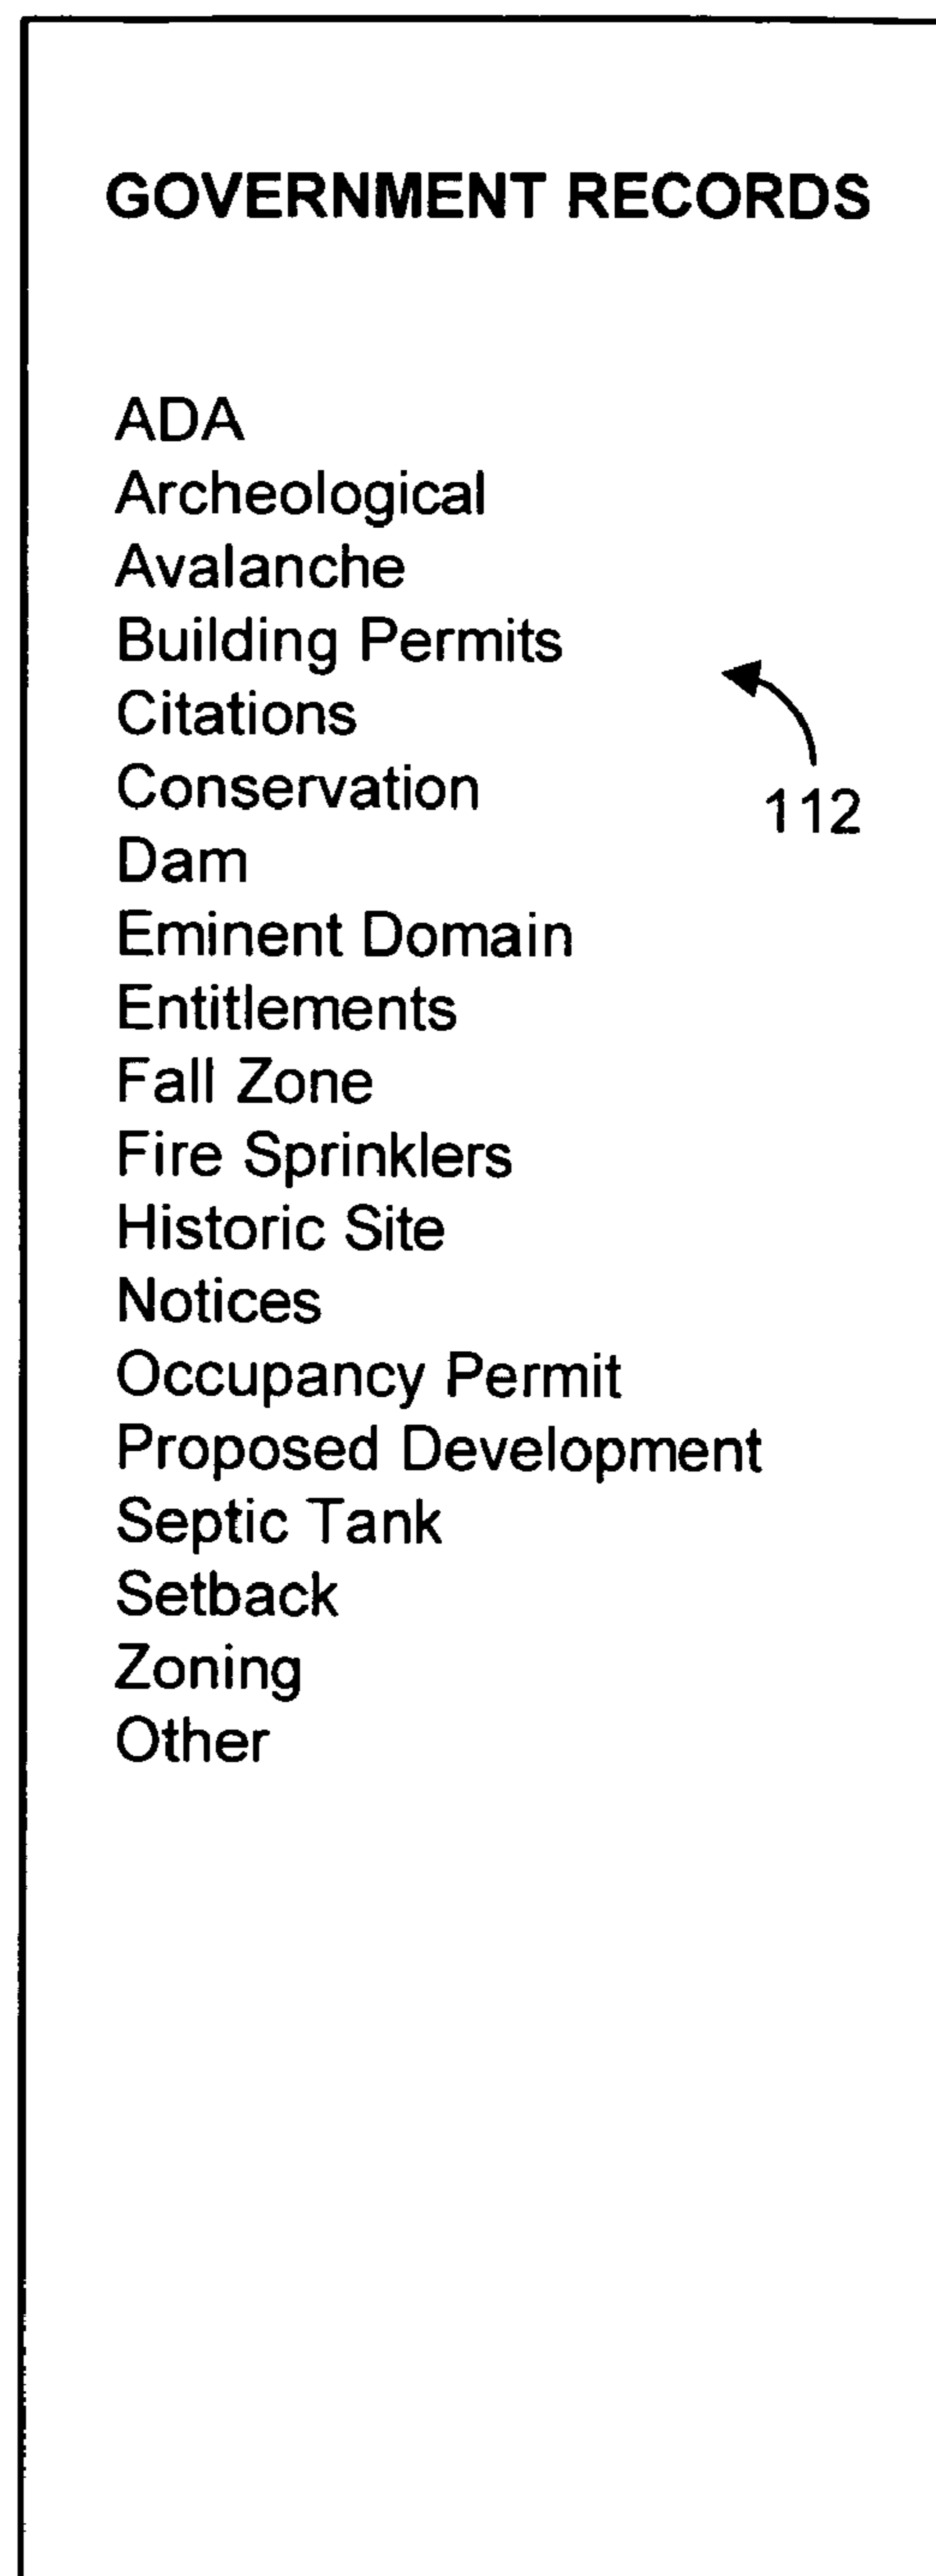 GOVERNMENT RECORDS
ADA
Archeological
Avalanche
Building Permits
Citations
Conservation
112
Dam
Eminent Domain
Entitlements
Fall Zone
Fire Sprinklers
Historic Site
Notices
Occupancy Permit
Proposed Development
Septic Tank
Setback
Zoning
Other